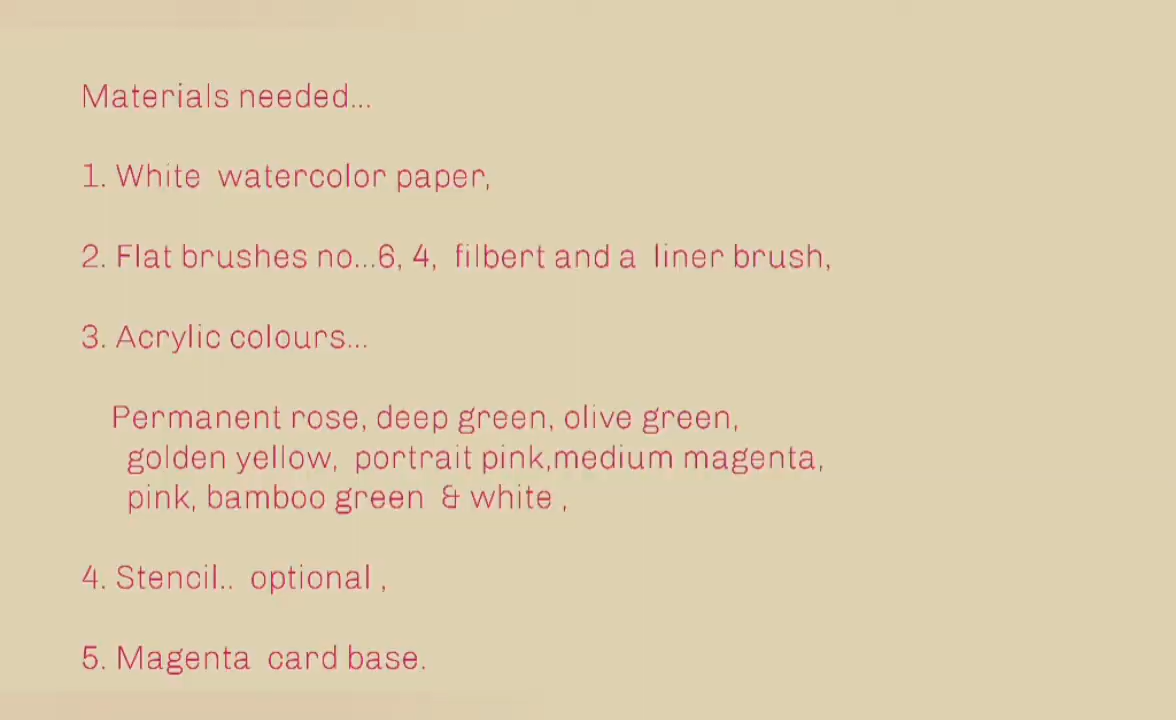 Materials needed...
1. White  watercolor paper,
2. Flat brushes no...6, 4,  filbert and a  liner brush,
3. Acrylic colours...
Permanent rose, deep green, olive green,
golden yellow,  portrait pink,medium magenta,
pink, bamboo green  & white ,
4. Stencil..  optional ,
5. Magenta  card base.